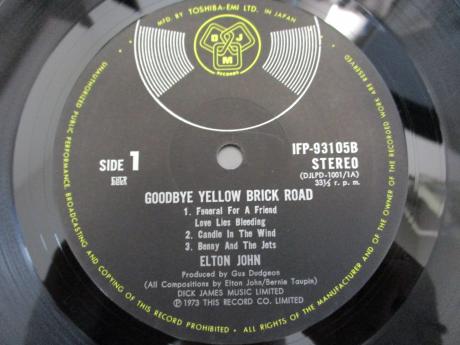 MFD BY TOSHIBA-EMI LTD. IN JAPAN
DJM
RECORDS
UNAUTHORIZED PUBLIC PERFORMANCE, BROADCASTING AND COPYING OF THIS RECORD PROHIBITED • ALL RIGHTS OF THE MANUFACTURER AND OF THE OWNER OF THE RECORDED WORK ARE RESERVED
SIDE 1
IFP-93105B
STEREO
(DJLPD-1001/1A)
33⅓ r. p. m.
GOODBYE YELLOW BRICK ROAD
1. Funeral For A Friend
Love Lies Bleeding
2. Candle In The Wind
3. Benny And The Jets
ELTON JOHN
Produced by Gus Dudgeon
(All Compositions by Elton John/Bernie Taupin)
DICK JAMES MUSIC LIMITED
Ⓟ1973 THIS RECORD CO. LIMITED